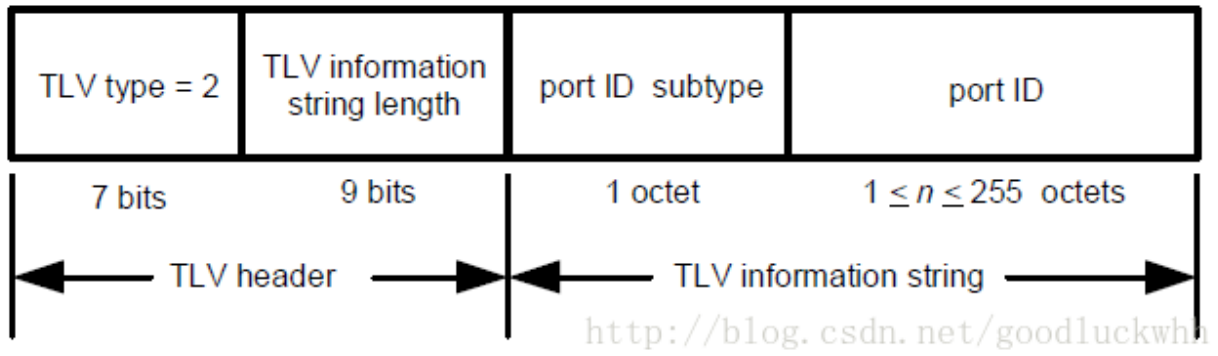 TLV type = 2
TLV information
string length
port ID subtype
port ID
7 bits
9 bits
1 octet
1 ≤ n ≤ 255 octets
TLV header
TLV information string
http://blog.csdn.net/goodluckwhh